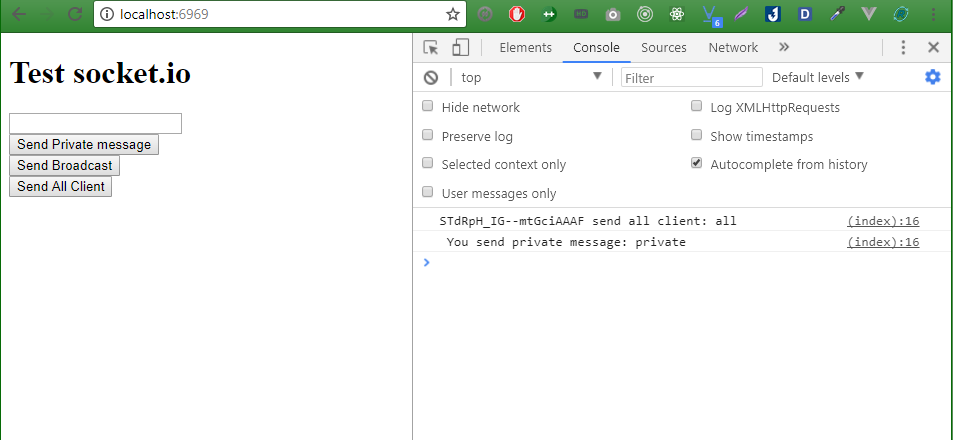 localhost:6969
6
Test socket.io
Send Private message
Send Broadcast
Send All Client
Elements Console Sources Network
top Filter Default levels
Hide network Log XMLHttpRequests
Preserve log Show timestamps
Selected context only Autocomplete from history
User messages only
STdRpH_IG--mtGciAAAF send all client: all (index):16
You send private message: private (index):16